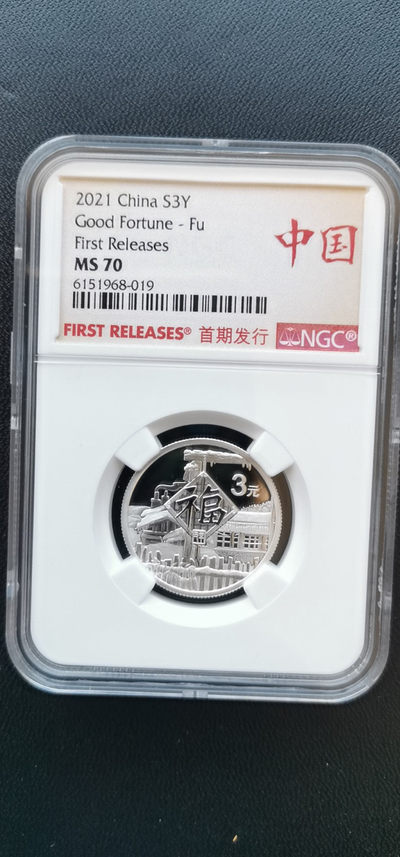 2021 China S3Y
Good Fortune - Fu
First Releases
MS 70
6151968-019
中国
FIRST RELEASES® 首期发行 NGC®
3元
福